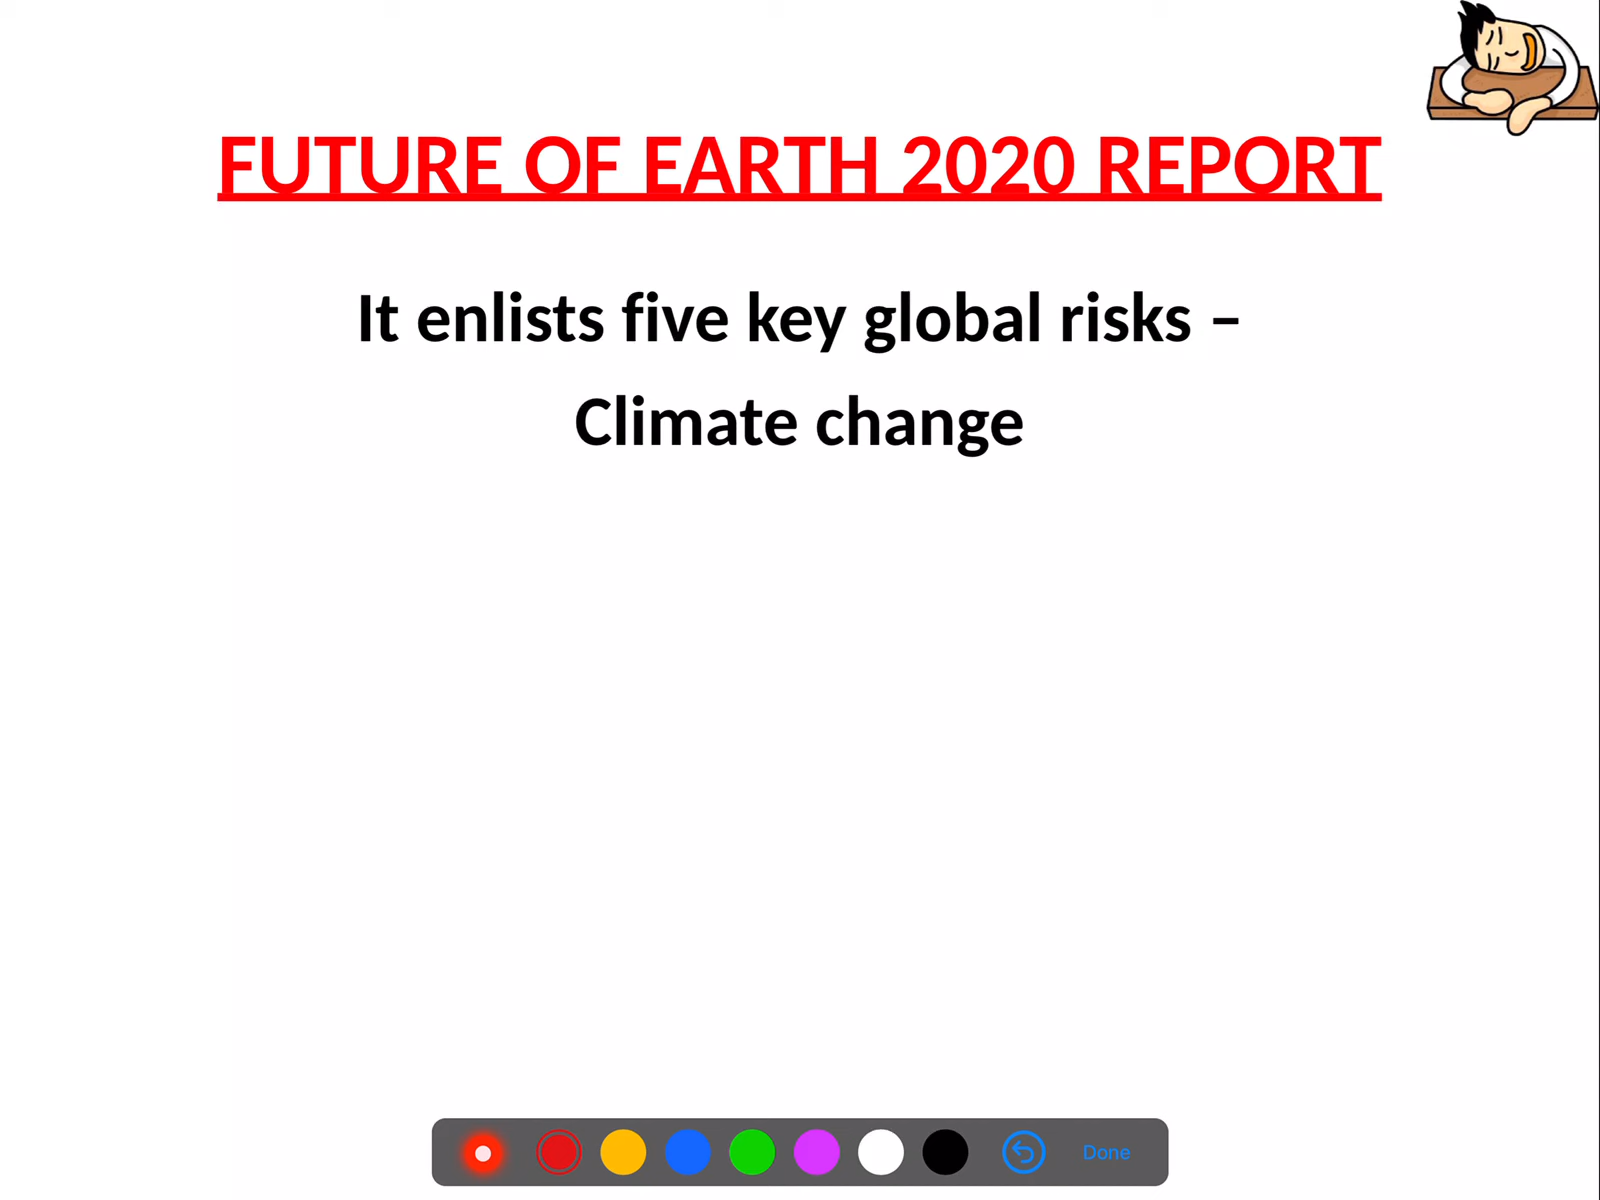 FUTURE OF EARTH 2020 REPORT
It enlists five key global risks –
Climate change
Done